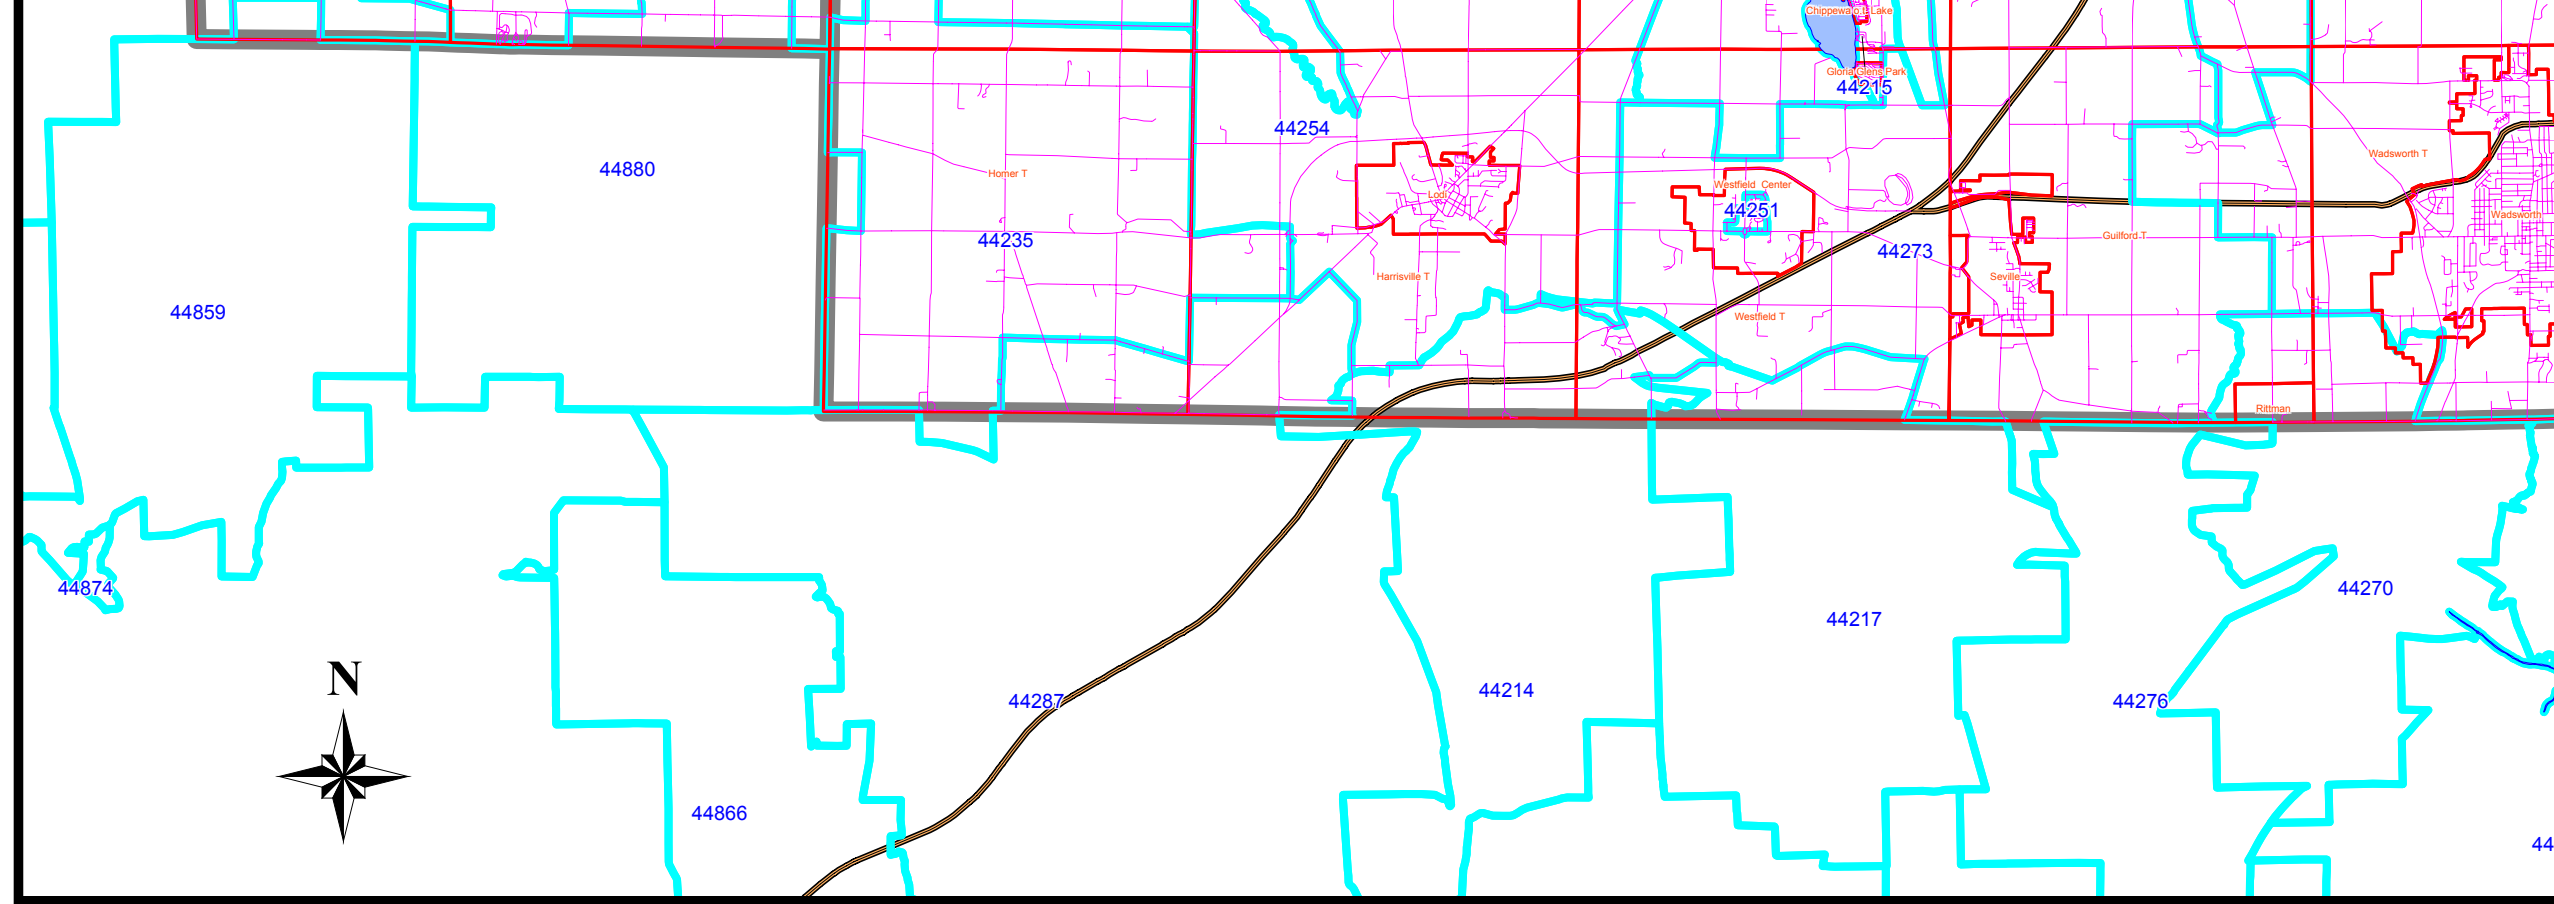 Chippewa o.t. Lake
Gloria Glens Park
44215
44254
Wadsworth T
44880
Homer T
Westfield Center
Lodi
44251
Wadsworth
44235
Guilford T
44273
Harrisville T
Seville
44859
Westfield T
Rittman
44874
44270
44217
N
44287
44214
44276
44866
44